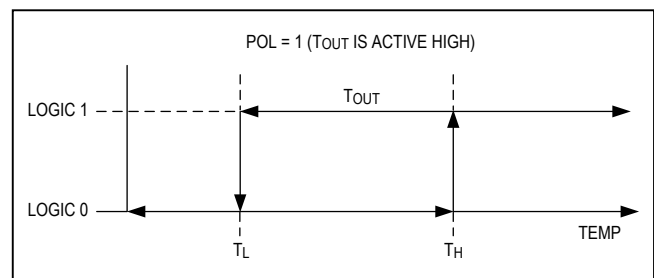 POL = 1 (TOUT IS ACTIVE HIGH)
LOGIC 1
TOUT
LOGIC 0
TEMP
TL
TH